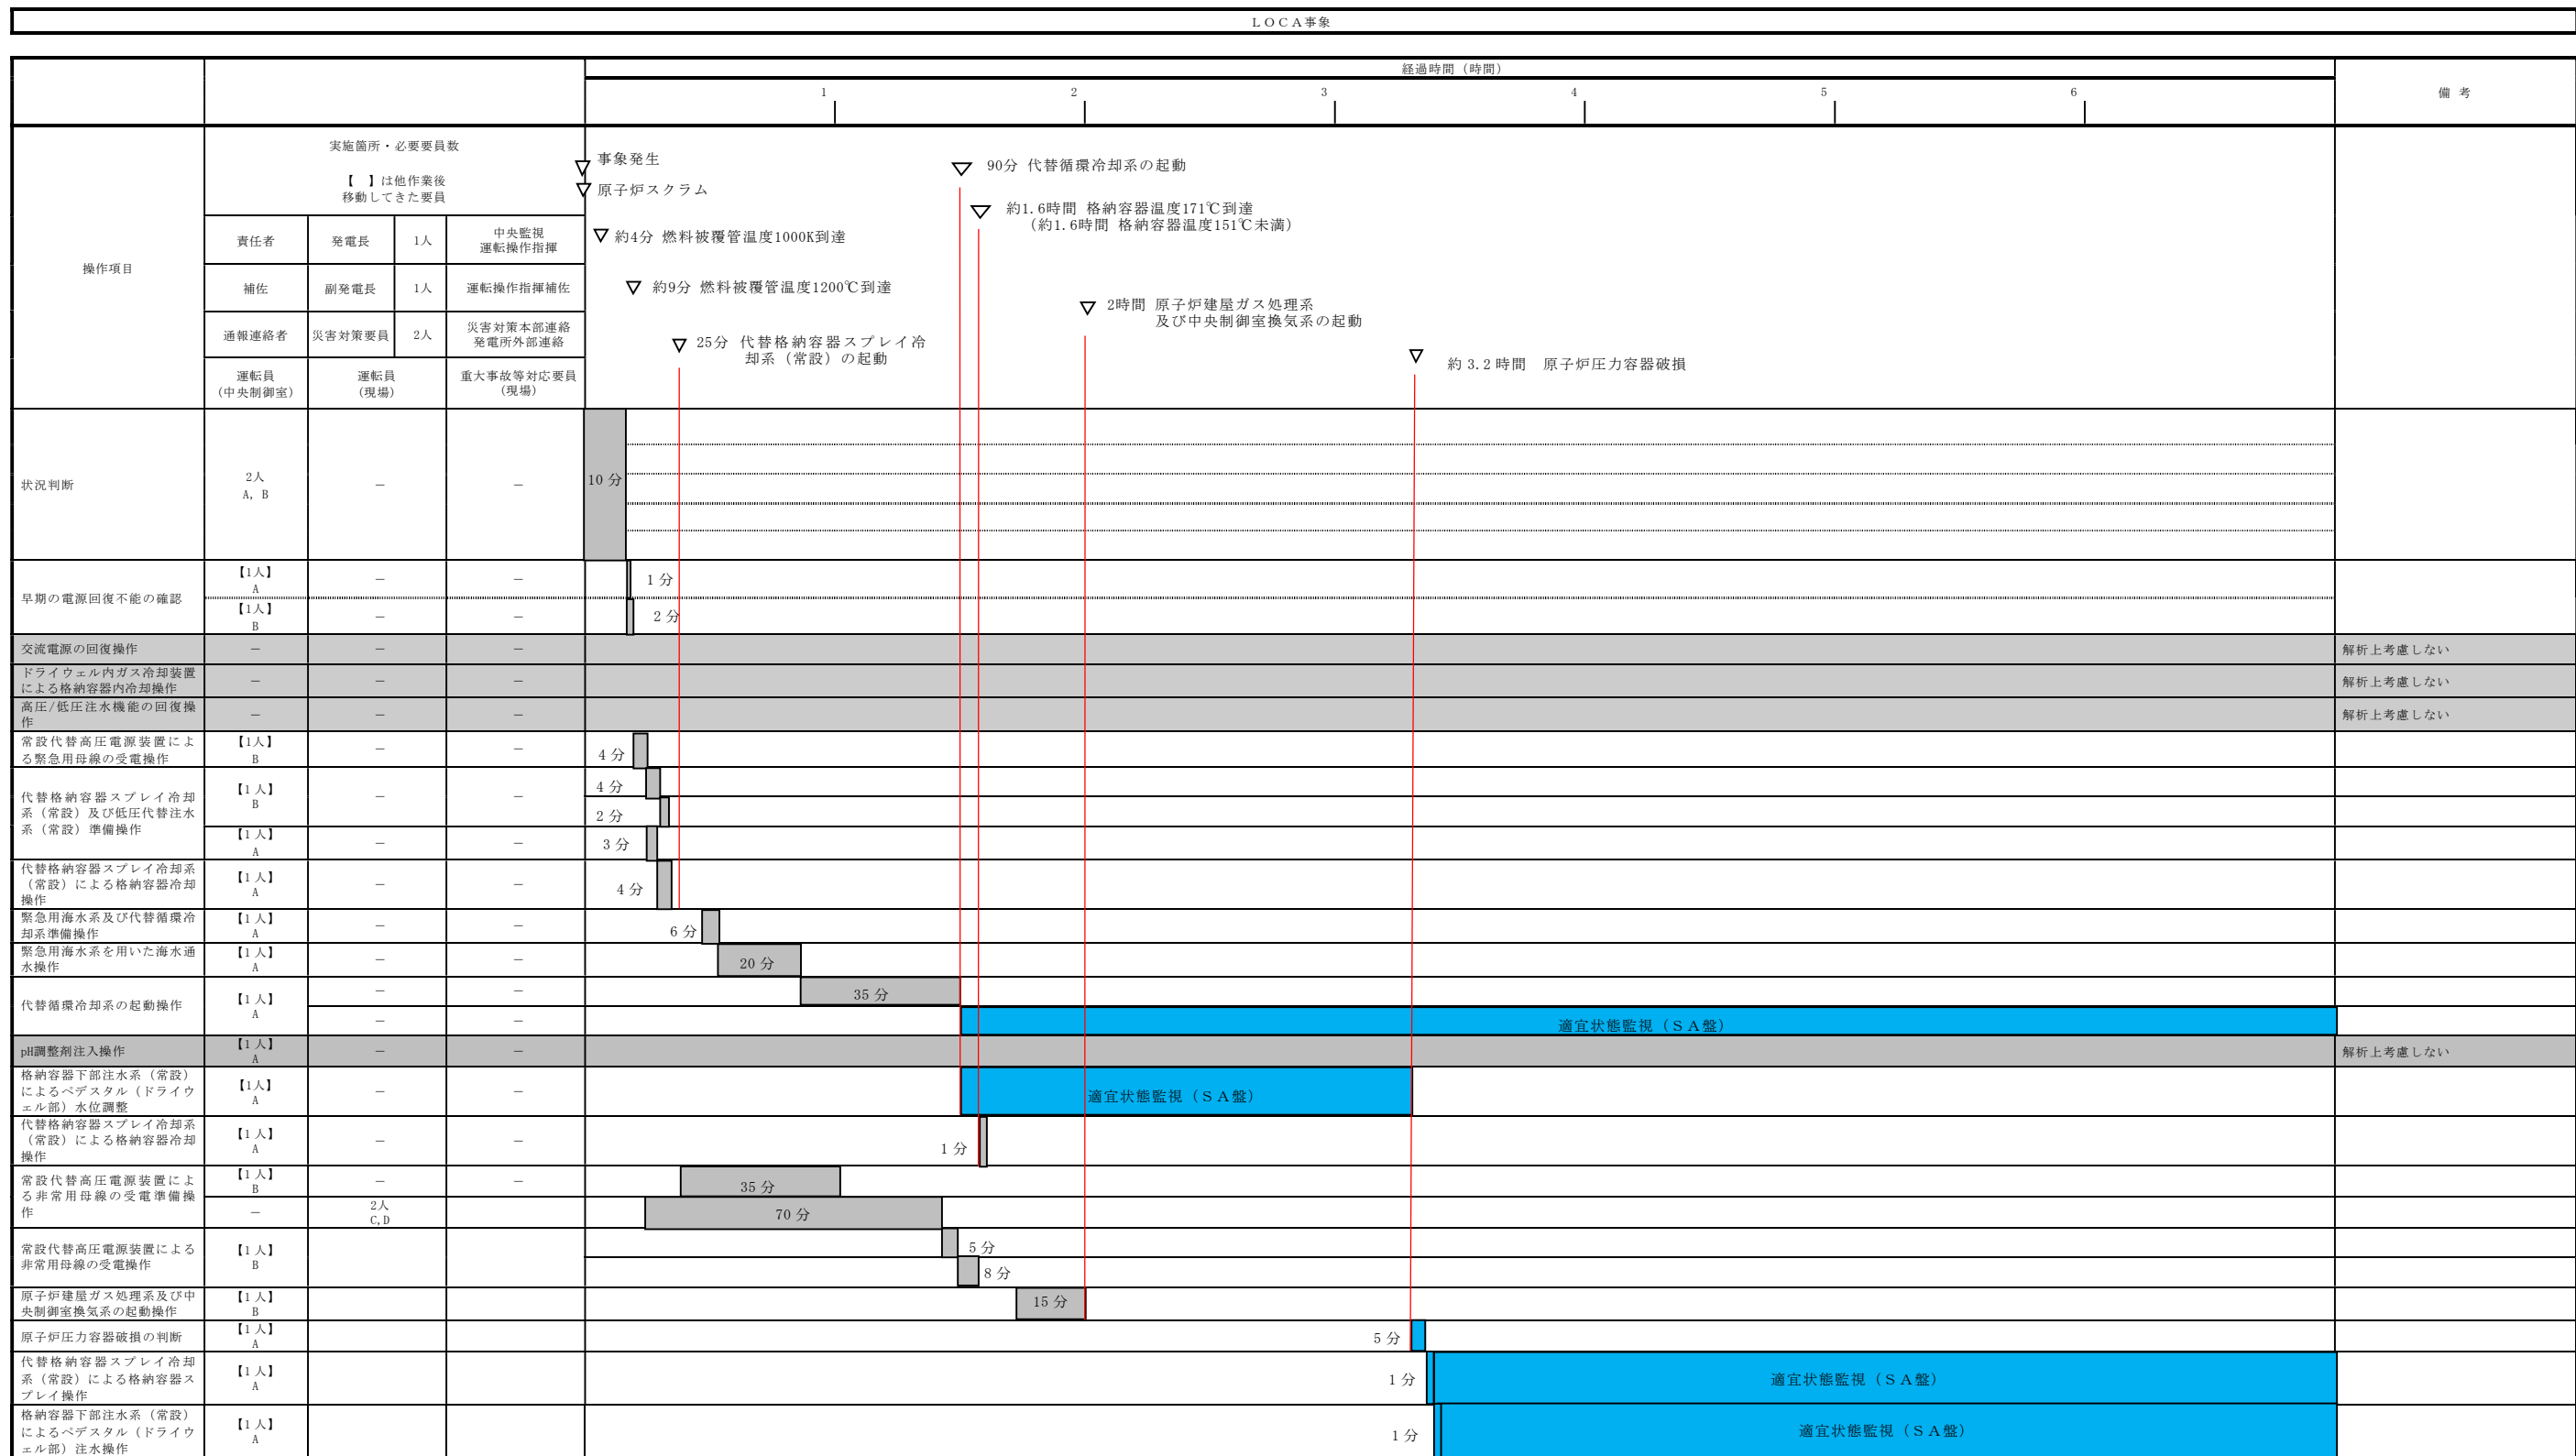 ＬＯＣＡ事象
経過時間（時間）
備 考
1
2
3
4
5
6
操作項目
実施箇所・必要要員数
【　】は他作業後
移動してきた要員
責任者
発電長
1人
中央監視
運転操作指揮
補佐
副発電長
1人
運転操作指揮補佐
通報連絡者
災害対策要員
2人
災害対策本部連絡
発電所外部連絡
運転員
(中央制御室)
運転員
(現場)
重大事故等対応要員
(現場)
事象発生
原子炉スクラム
約4分 燃料被覆管温度1000K到達
約9分 燃料被覆管温度1200℃到達
25分 代替格納容器スプレイ冷
却系（常設）の起動
90分 代替循環冷却系の起動
約1.6時間 格納容器温度171℃到達
（約1.6時間 格納容器温度151℃未満）
2時間 原子炉建屋ガス処理系
及び中央制御室換気系の起動
約 3.2 時間　原子炉圧力容器破損
状況判断
2人
A, B
－
－
10 分
早期の電源回復不能の確認
【1人】
A
－
－
1 分
【1人】
B
－
－
2 分
交流電源の回復操作
－
－
－
解析上考慮しない
ドライウェル内ガス冷却装置
による格納容器内冷却操作
－
－
－
解析上考慮しない
高圧/低圧注水機能の回復操
作
－
－
－
解析上考慮しない
常設代替高圧電源装置によ
る緊急用母線の受電操作
【1人】
B
－
－
4 分
代替格納容器スプレイ冷却
系（常設）及び低圧代替注水
系（常設）準備操作
【1 人】
B
－
－
4 分
2 分
【1 人】
A
－
－
3 分
代替格納容器スプレイ冷却系
（常設）による格納容器冷却
操作
【1 人】
A
－
－
4 分
緊急用海水系及び代替循環冷
却系準備操作
【1 人】
A
－
－
6 分
緊急用海水系を用いた海水通
水操作
【1 人】
A
－
－
20 分
代替循環冷却系の起動操作
【1 人】
A
－
－
35 分
－
－
適宜状態監視（ＳＡ盤）
pH調整剤注入操作
【1 人】
A
－
－
解析上考慮しない
格納容器下部注水系（常設）
によるペデスタル（ドライウ
ェル部）水位調整
【1人】
A
－
－
適宜状態監視（ＳＡ盤）
代替格納容器スプレイ冷却系
（常設）による格納容器冷却
操作
【1 人】
A
－
－
1 分
常設代替高圧電源装置によ
る非常用母線の受電準備操
作
【1 人】
B
－
－
35 分
－
2人
C,D
70 分
常設代替高圧電源装置による
非常用母線の受電操作
【1 人】
B
5 分
8 分
原子炉建屋ガス処理系及び中
央制御室換気系の起動操作
【1 人】
B
15 分
原子炉圧力容器破損の判断
【1 人】
A
5 分
代替格納容器スプレイ冷却
系（常設）による格納容器ス
プレイ操作
【1 人】
A
1 分
適宜状態監視（ＳＡ盤）
格納容器下部注水系（常設）
によるペデスタル（ドライウ
ェル部）注水操作
【1 人】
A
1 分
適宜状態監視（ＳＡ盤）